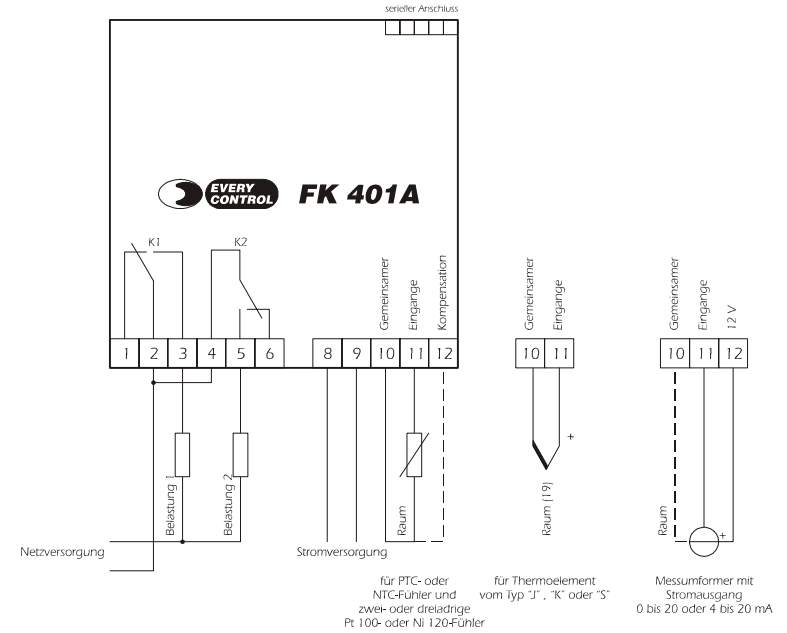 serieller Anschluss
EVERY
CONTROL
FK 401A
K1
K2
Gemeinsamer
Eingange
Kompensation
1 2 3 4 5 6 8 9 10 11 12
Belastung 1
Belastung 2
Raum
Netzversorgung
Stromversorgung
für PTC- oder
NTC-Fühler und
zwei- oder dreiadrige
Pt 100- oder Ni 120-Fühler
Gemeinsamer
Eingange
10 11
+
Raum (19)
für Thermoelement
vom Typ "J" , "K" oder "S"
Gemeinsamer
Eingange
12 V
10 11 12
Raum
+
Messumformer mit
Stromausgang
0 bis 20 oder 4 bis 20 mA